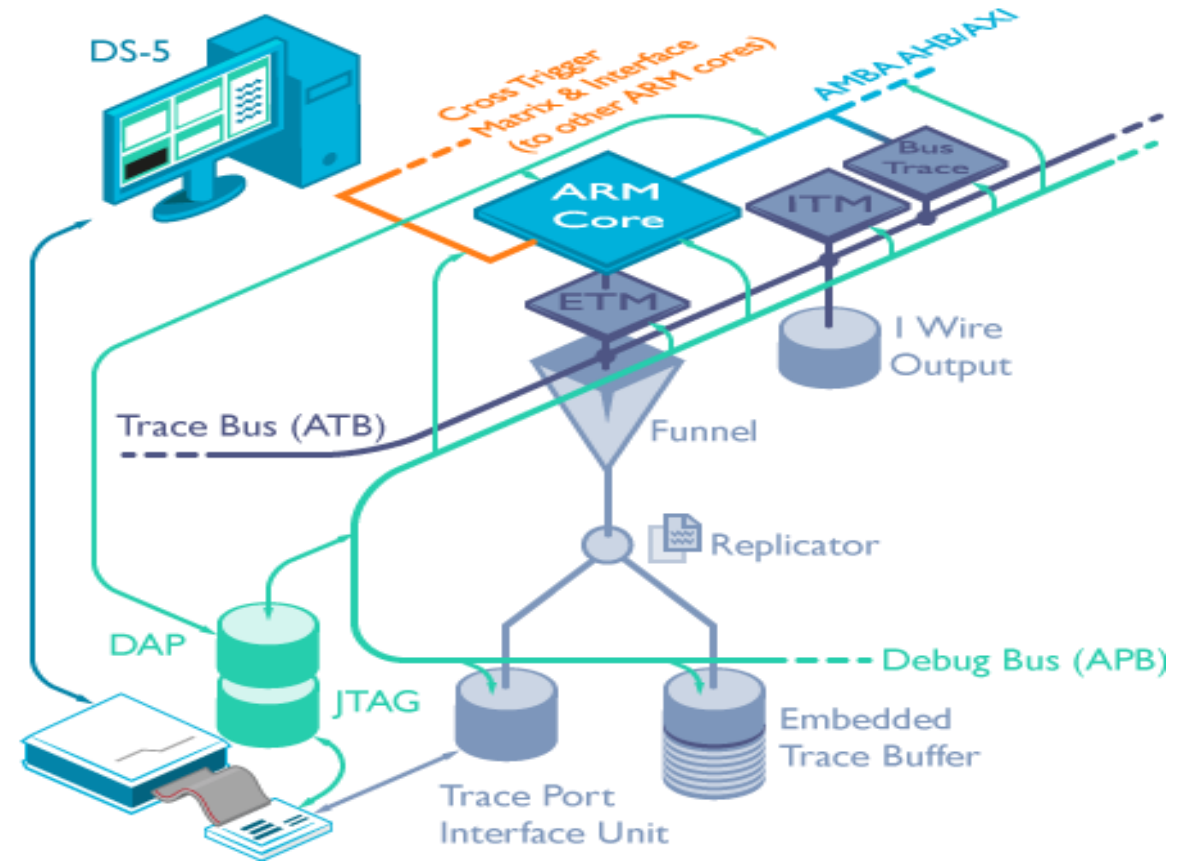 DS-5
Cross Trigger
Matrix & Interface
(to other ARM cores)
AMBA AHB/AXI
Bus
Trace
ARM
Core
ITM
ETM
1 Wire
Output
Trace Bus (ATB)
Funnel
Replicator
DAP
JTAG
Debug Bus (APB)
Embedded
Trace Buffer
Trace Port
Interface Unit